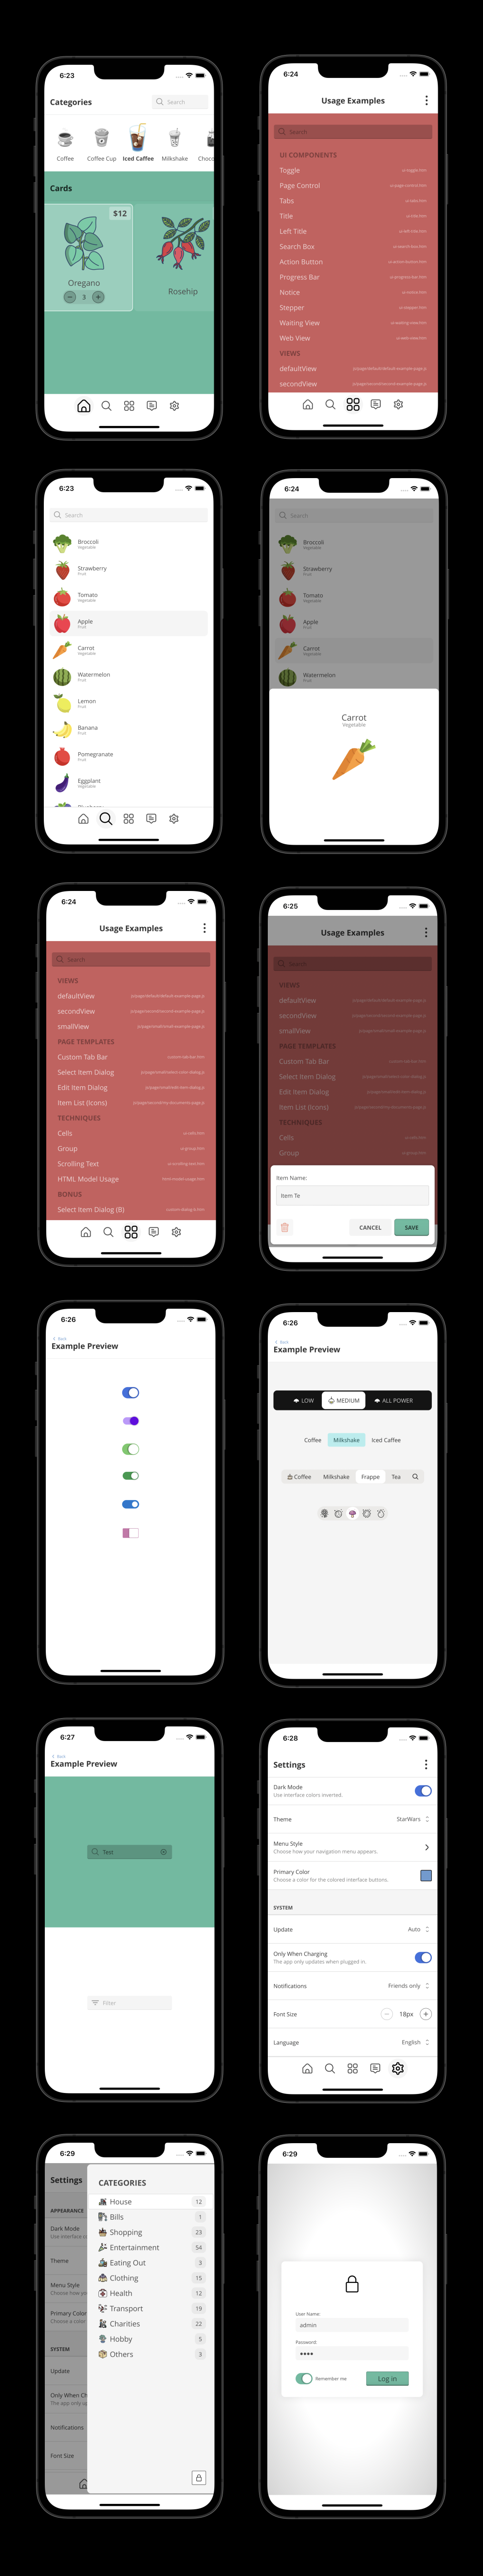 6:23
Categories
Search
Coffee
Coffee Cup
Iced Caffee
Milkshake
Choco
Cards
$12
Oregano
3
Rosehip
6:24
Usage Examples
Search
UI COMPONENTS
Toggle
Page Control
Tabs
Title
Left Title
Search Box
Action Button
Progress Bar
Notice
Stepper
Waiting View
Web View
VIEWS
defaultView
secondView
6:23
Search
Broccoli
Vegetable
Strawberry
Fruit
Tomato
Vegetable
Apple
Fruit
Carrot
Vegetable
Watermelon
Fruit
Lemon
Fruit
Banana
Fruit
Pomegranate
Fruit
Eggplant
Vegetable
6:24
Search
Broccoli
Vegetable
Strawberry
Fruit
Tomato
Vegetable
Apple
Fruit
Carrot
Vegetable
Watermelon
Fruit
Carrot
Vegetable
6:24
Usage Examples
Search
VIEWS
defaultView
secondView
smallView
PAGE TEMPLATES
Custom Tab Bar
Select Item Dialog
Edit Item Dialog
Item List (Icons)
TECHNIQUES
Cells
Group
Scrolling Text
HTML Model Usage
BONUS
Select Item Dialog (B)
6:25
Usage Examples
Search
VIEWS
defaultView
secondView
smallView
PAGE TEMPLATES
Custom Tab Bar
Select Item Dialog
Edit Item Dialog
Item List (Icons)
TECHNIQUES
Cells
Group
Item Name:
Item Te
CANCEL
SAVE
6:26
Back
Example Preview
6:26
Back
Example Preview
LOW
MEDIUM
ALL POWER
Coffee
Milkshake
Iced Caffee
Coffee
Milkshake
Frappe
Tea
6:27
Back
Example Preview
Test
Filter
6:28
Settings
Dark Mode
Use interface colors inverted.
Theme
StarWars
Menu Style
Choose how your navigation menu appears.
Primary Color
Choose a color for the colored interface buttons.
SYSTEM
Update
Auto
Only When Charging
The app only updates when plugged in.
Notifications
Friends only
Font Size
18px
Language
English
6:29
Settings
APPEARANCE
Dark Mode
Theme
Menu Style
Choose how yo
Primary Color
Choose a color
SYSTEM
Update
Only When Ch
The app only up
Notifications
Font Size
CATEGORIES
House
12
Bills
1
Shopping
23
Entertainment
54
Eating Out
3
Clothing
15
Health
12
Transport
19
Charities
22
Hobby
5
Others
3
6:29
User Name:
admin
Password:
Remember me
Log in